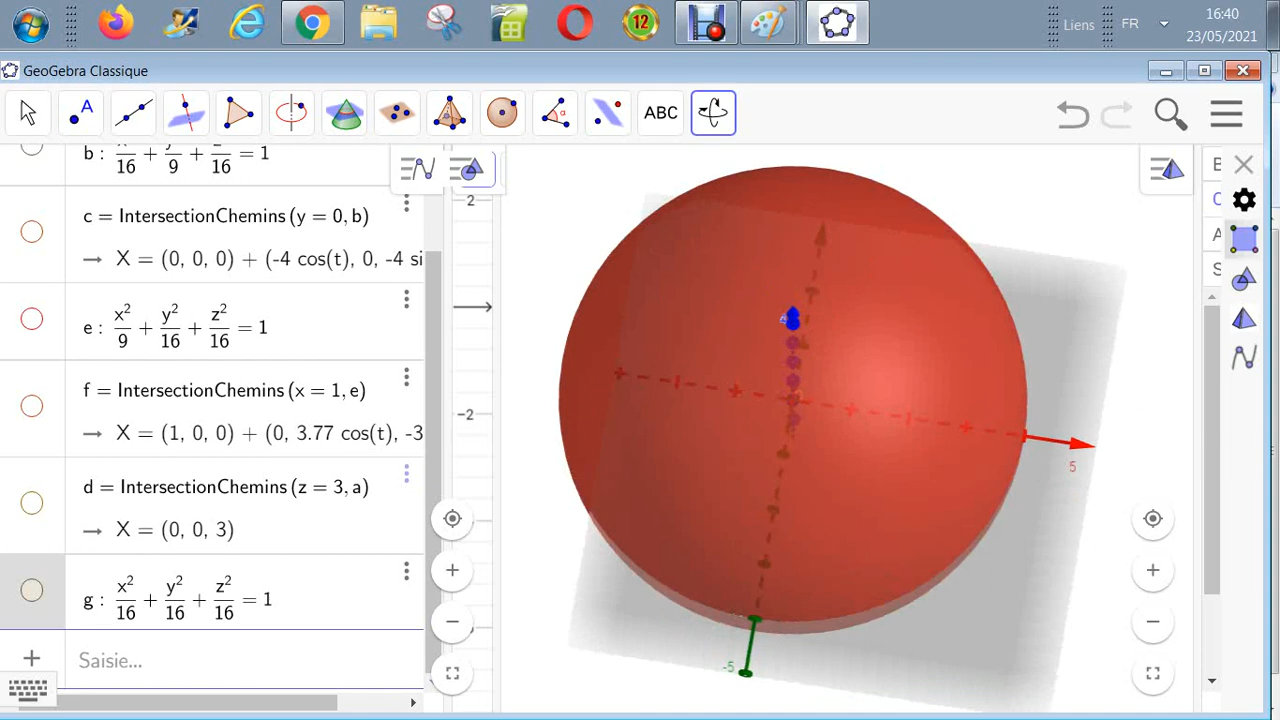 12
Liens
FR
16:40
23/05/2021
GeoGebra Classique
A
α
ABC
b : x²/16 + y²/9 + z²/16 = 1
c = IntersectionChemins (y = 0, b)
→ X = (0, 0, 0) + (-4 cos(t), 0, -4 si
e : x²/9 + y²/16 + z²/16 = 1
f = IntersectionChemins (x = 1, e)
→ X = (1, 0, 0) + (0, 3.77 cos(t), -3
d = IntersectionChemins (z = 3, a)
→ X = (0, 0, 3)
g : x²/16 + y²/16 + z²/16 = 1
Saisie...
2
-2
5
-5
B
C
A
S